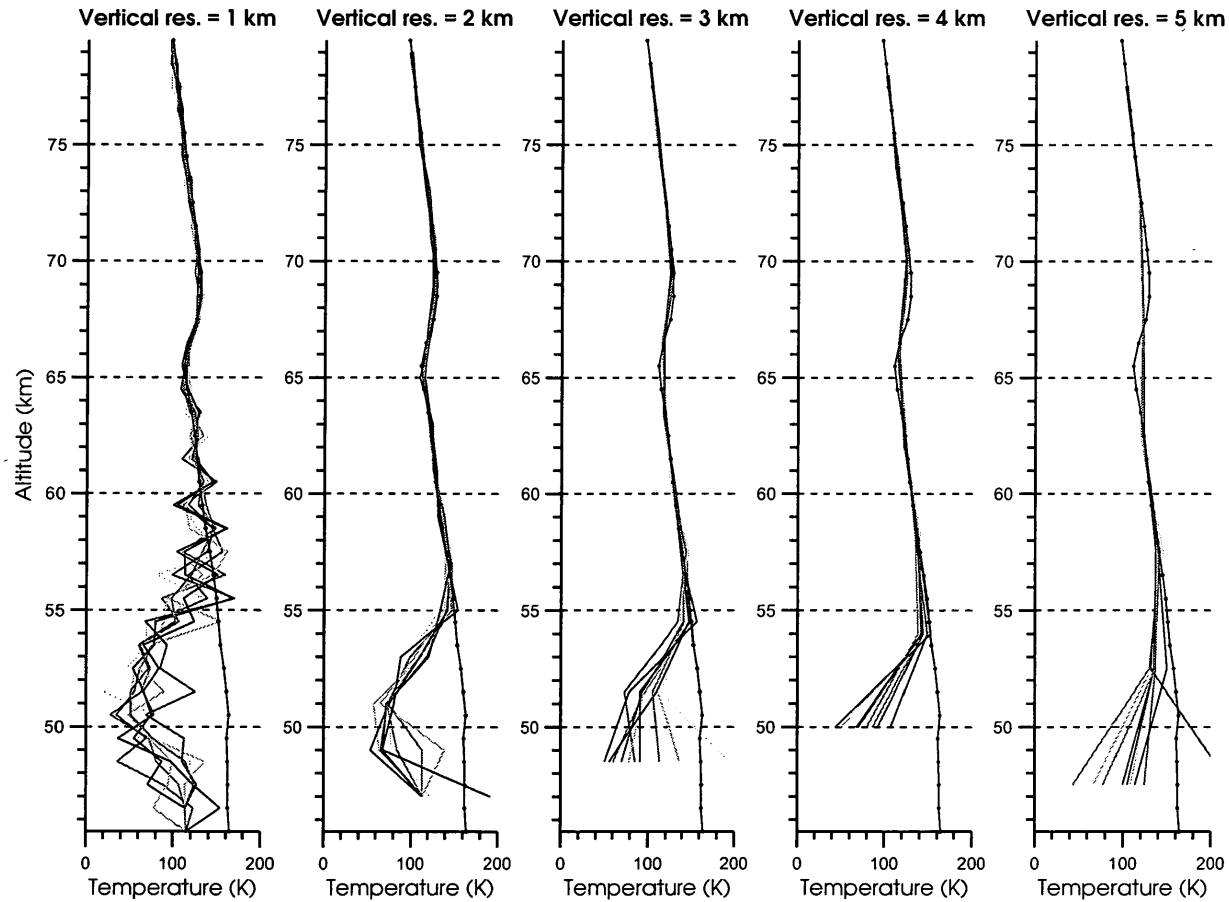 Vertical res. = 1 km Vertical res. = 2 km Vertical res. = 3 km Vertical res. = 4 km Vertical res. = 5 km
75 75 75 75 75
70 70 70 70 70
65 65 65 65 65
60 60 60 60 60
55 55 55 55 55
50 50 50 50 50
Altitude (km)
0 100 200 0 100 200 0 100 200 0 100 200 0 100 200
Temperature (K) Temperature (K) Temperature (K) Temperature (K) Temperature (K)